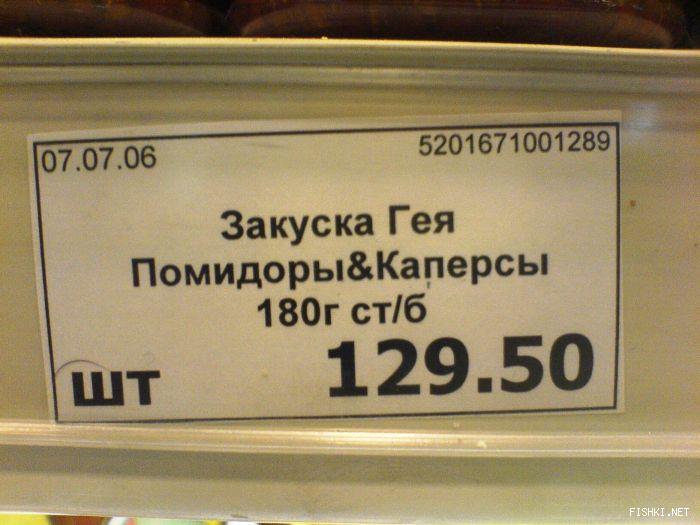 07.07.06 5201671001289
Закуска Гея
Помидоры&Каперсы
180г ст/б
шт 129.50
FISHKI.NET